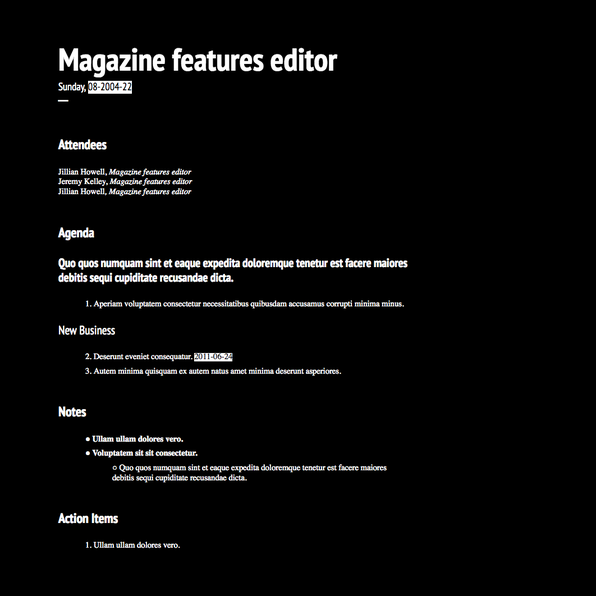 Magazine features editor
Sunday, 08-2004-22
Attendees
Jillian Howell, Magazine features editor
Jeremy Kelley, Magazine features editor
Jillian Howell, Magazine features editor
Agenda
Quo quos numquam sint et eaque expedita doloremque tenetur est facere maiores
debitis sequi cupiditate recusandae dicta.
1. Aperiam voluptatem consectetur necessitatibus quibusdam accusamus corrupti minima minus.
New Business
2. Deserunt eveniet consequatur. 2011-06-24
3. Autem minima quisquam ex autem natus amet minima deserunt asperiores.
Notes
● Ullam ullam dolores vero.
● Voluptatem sit sit consectetur.
○ Quo quos numquam sint et eaque expedita doloremque tenetur est facere maiores
debitis sequi cupiditate recusandae dicta.
Action Items
1. Ullam ullam dolores vero.